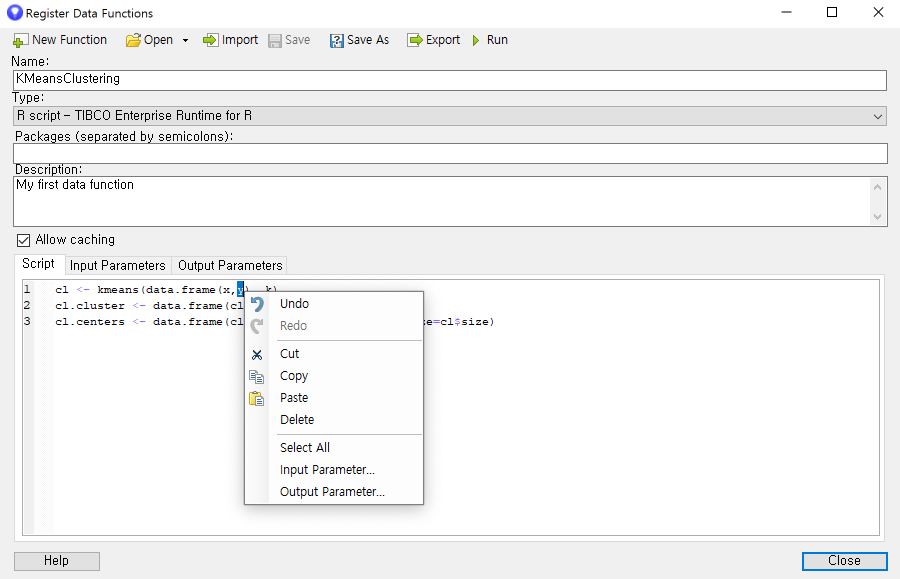 Register Data Functions
New Function Open Import Save Save As Export Run
Name:
KMeansClustering
Type:
R script - TIBCO Enterprise Runtime for R
Packages (separated by semicolons):
Description:
My first data function
Allow caching
Script Input Parameters Output Parameters
1 cl <- kmeans(data.frame(x,y), k)
2 cl.cluster <- data.frame(cl
3 cl.centers <- data.frame(cl e=cl$size)
Undo
Redo
Cut
Copy
Paste
Delete
Select All
Input Parameter...
Output Parameter...
Help Close